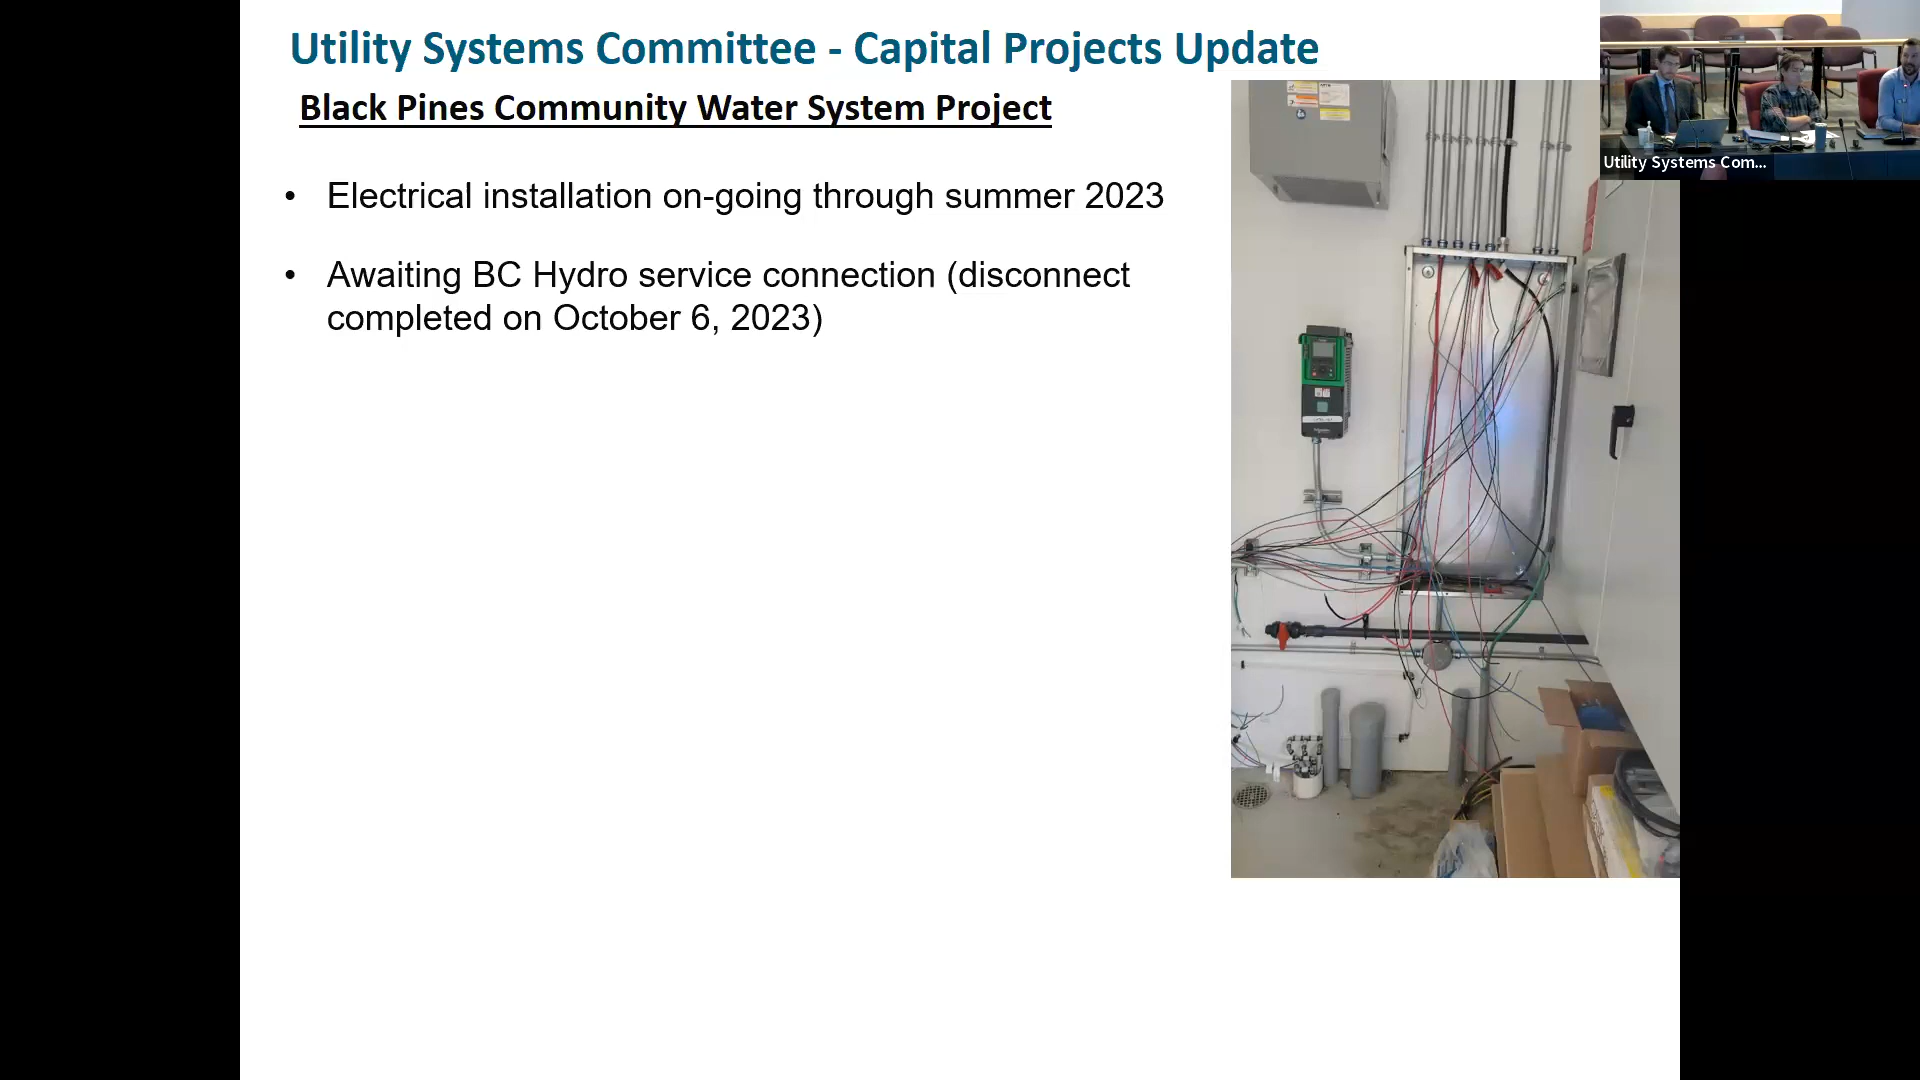 Utility Systems Committee - Capital Projects Update
Black Pines Community Water System Project
• Electrical installation on-going through summer 2023
• Awaiting BC Hydro service connection (disconnect
completed on October 6, 2023)
Utility Systems Com...